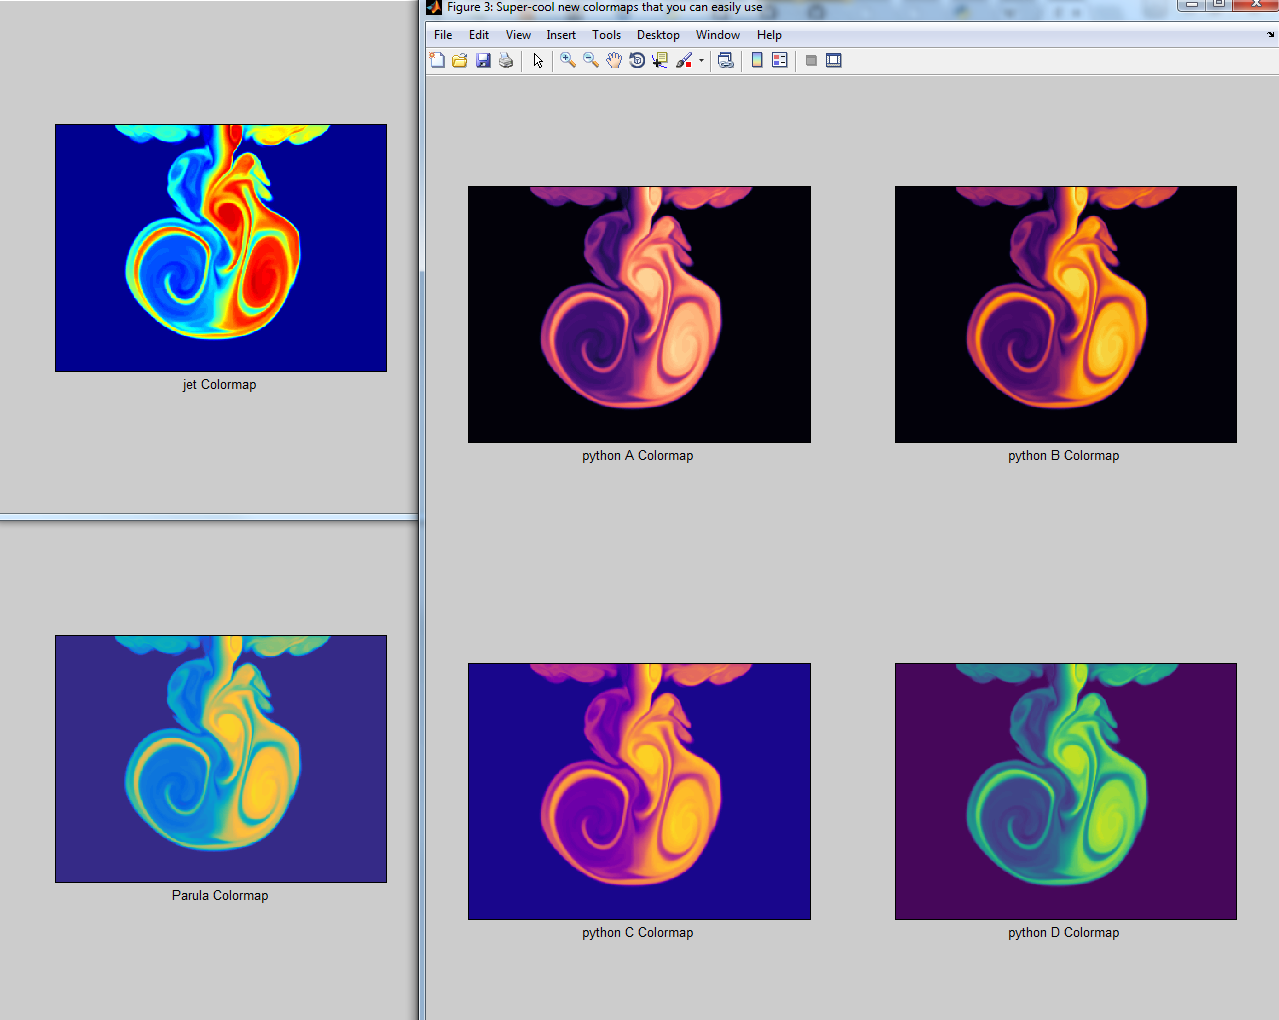 Figure 3: Super-cool new colormaps that you can easily use
File Edit View Insert Tools Desktop Window Help
jet Colormap
python A Colormap
python B Colormap
Parula Colormap
python C Colormap
python D Colormap